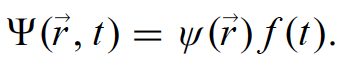 Ψ(r⃗, t) = ψ(r⃗)f(t).